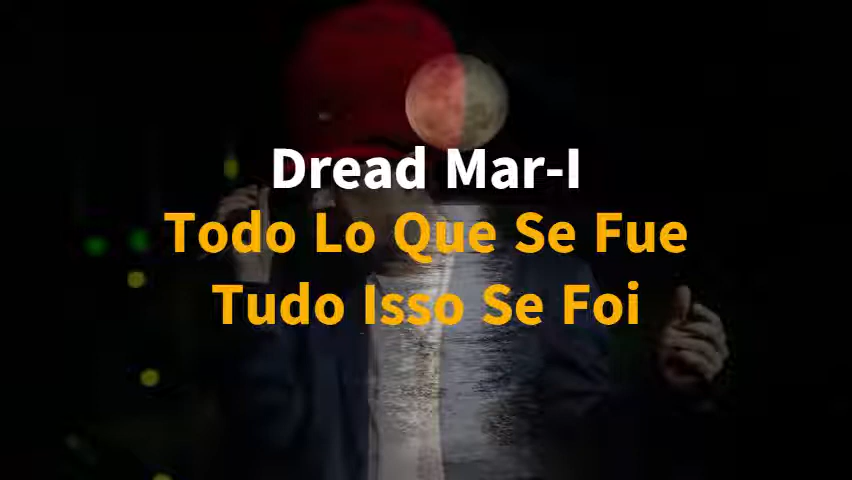 Dread Mar-I
Todo Lo Que Se Fue
Tudo Isso Se Foi